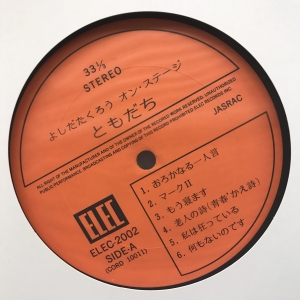 33⅓
STEREO
よしだたくろう オン・ステージ
ともだち
ALL RIGHT OF THE MANUFACTURER AND OF THE OWNER OF THE RECORDED WORK RESERVED. UNAUTHORIZED
PUBLIC PERFORMANCE, BROADCASTING AND COPYING OF THIS RECORD PROHIBITED ELEC RECORDS INC.
JASRAC
ELEC
ELEC-2002
SIDE-A
(CORD 10011)
1. おろかなる一人言
2. マークⅡ
3. もう寝ます
4. 老人の詩(青春かえ詩)
5. 私は狂っている
6. 何もないのです